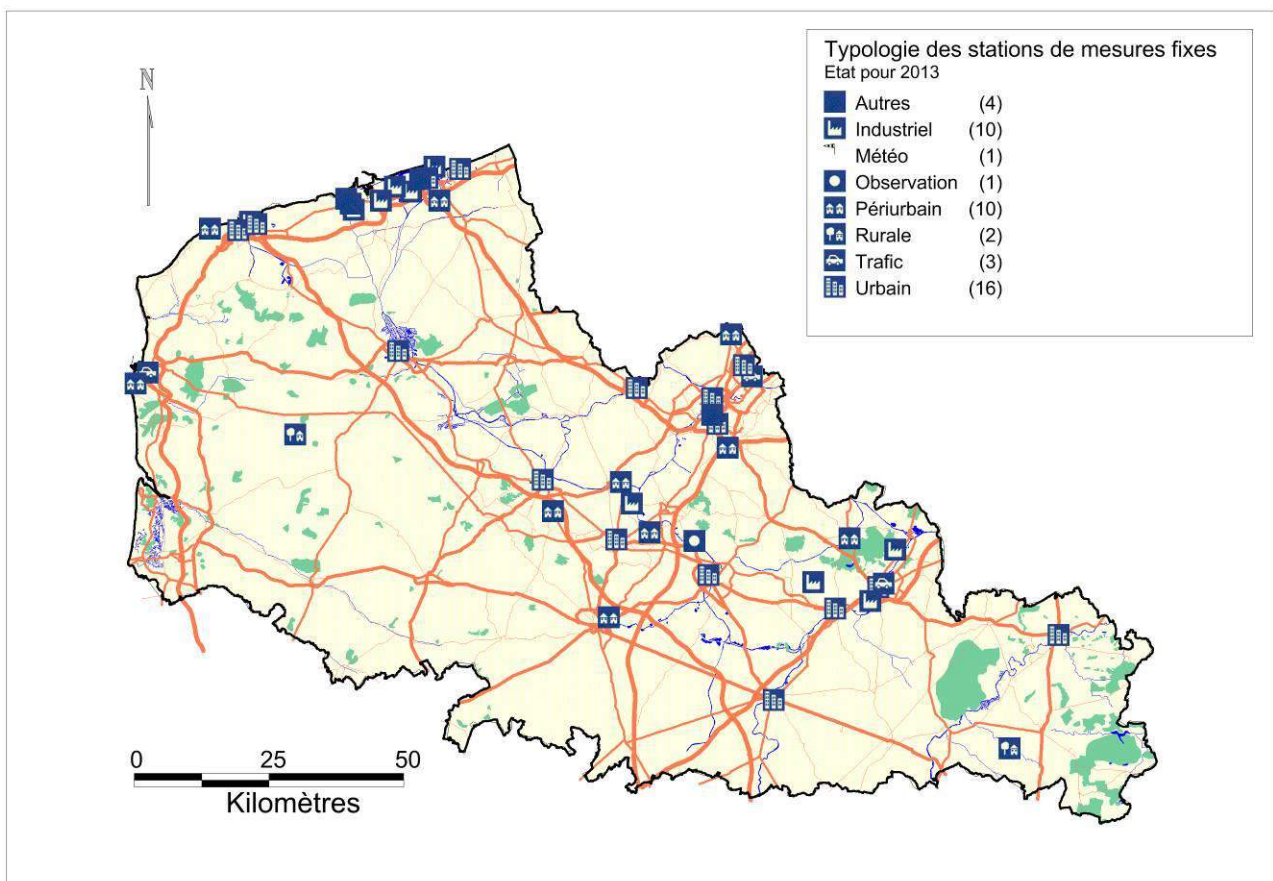 Typologie des stations de mesures fixes
Etat pour 2013
Autres (4)
Industriel (10)
Météo (1)
Observation (1)
Périurbain (10)
Rurale (2)
Trafic (3)
Urbain (16)
N
0 25 50
Kilomètres